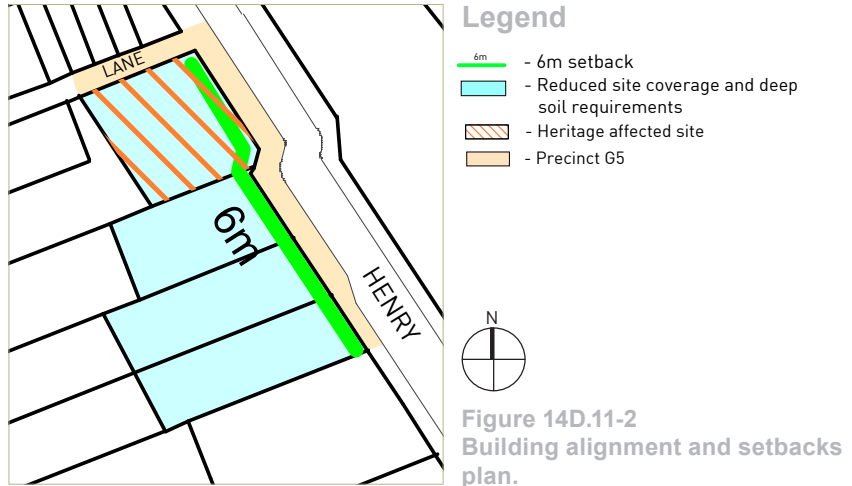 LANE
6m
HENRY
Legend
6m
- 6m setback
- Reduced site coverage and deep
soil requirements
- Heritage affected site
- Precinct G5
N
Figure 14D.11-2
Building alignment and setbacks
plan.